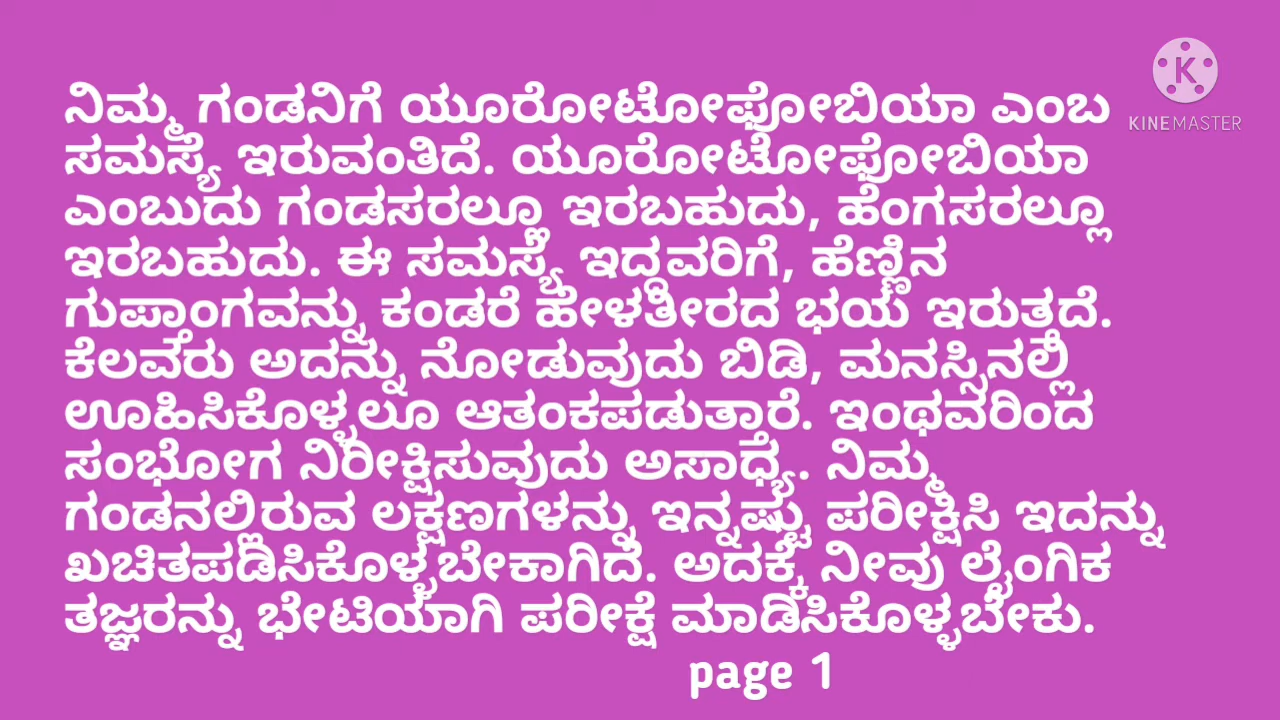 ನಿಮ್ಮ ಗಂಡನಿಗೆ ಯೂರೋಟೋಫೋಬಿಯಾ ಎಂಬ
KINEMASTER
ಸಮಸ್ಯೆ ಇರುವಂತಿದೆ. ಯೂರೋಟೋಫೋಬಿಯಾ
ಎಂಬುದು ಗಂಡಸರಲ್ಲೂ ಇರಬಹುದು, ಹೆಂಗಸರಲ್ಲೂ
ಇರಬಹುದು. ಈ ಸಮಸ್ಯೆ ಇದ್ದವರಿಗೆ, ಹೆಣ್ಣಿನ
ಗುಪ್ತಾಂಗವನ್ನು ಕಂಡರೆ ಹೇಳತೀರದ ಭಯ ಇರುತ್ತದೆ.
ಕೆಲವರು ಅದನ್ನು ನೋಡುವುದು ಬಿಡಿ, ಮನಸ್ಸಿನಲ್ಲಿ
ಊಹಿಸಿಕೊಳ್ಳಲೂ ಆತಂಕಪಡುತ್ತಾರೆ. ಇಂಥವರಿಂದ
ಸಂಭೋಗ ನಿರೀಕ್ಷಿಸುವುದು ಅಸಾಧ್ಯ. ನಿಮ್ಮ
ಗಂಡನಲ್ಲಿರುವ ಲಕ್ಷಣಗಳನ್ನು ಇನ್ನಷ್ಟು ಪರೀಕ್ಷಿಸಿ ಇದನ್ನು
ಖಚಿತಪಡಿಸಿಕೊಳ್ಳಬೇಕಾಗಿದೆ. ಅದಕ್ಕೆ ನೀವು ಲೈಂಗಿಕ
ತಜ್ಞರನ್ನು ಭೇಟಿಯಾಗಿ ಪರೀಕ್ಷೆ ಮಾಡಿಸಿಕೊಳ್ಳಬೇಕು.
page 1